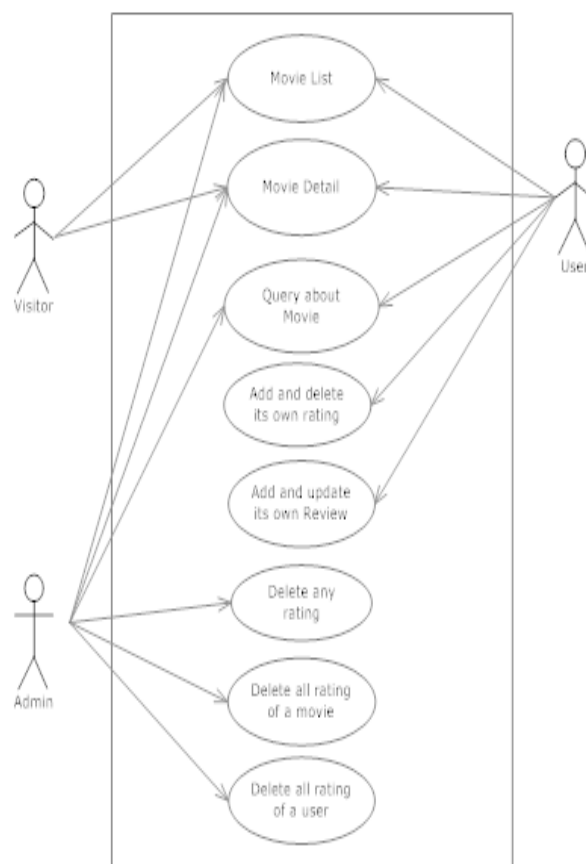 Movie List
Movie Detail
Visitor
User
Query about
Movie
Add and delete
its own rating
Add and update
its own Review
Delete any
rating
Admin
Delete all rating
of a movie
Delete all rating
of a user